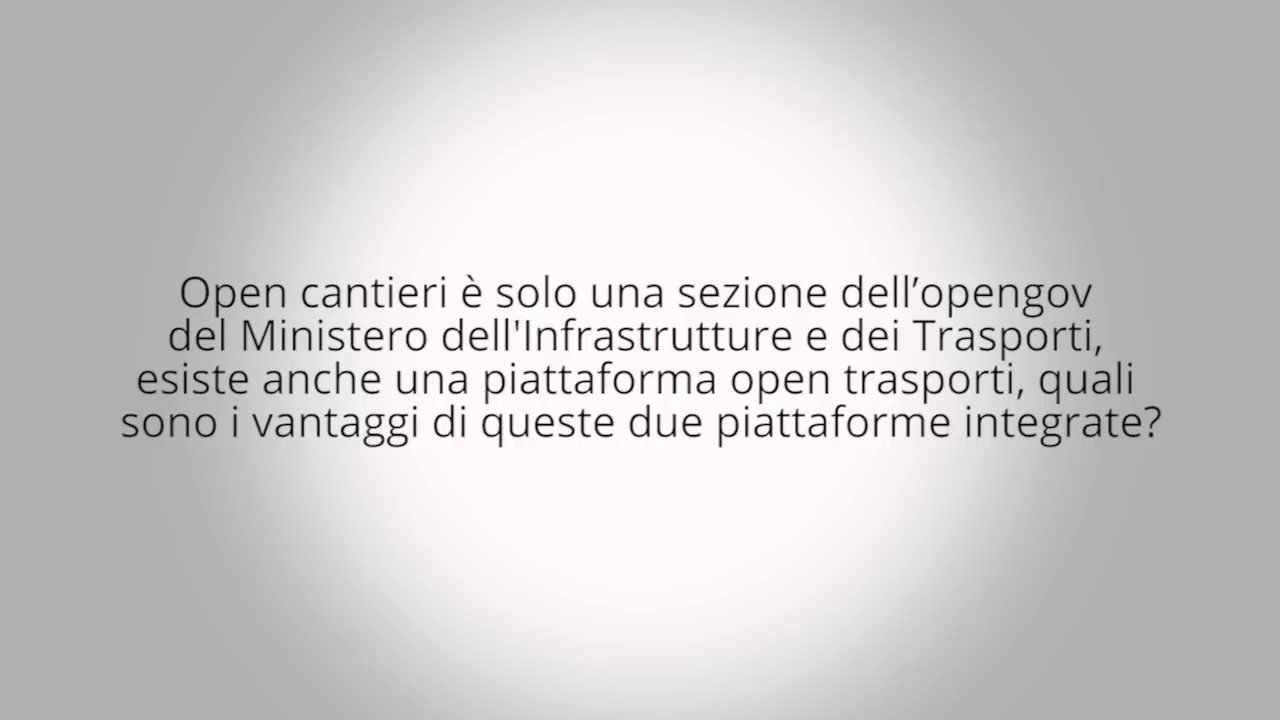 Open cantieri è solo una sezione dell’opengov
del Ministero dell'Infrastrutture e dei Trasporti,
esiste anche una piattaforma open trasporti, quali
sono i vantaggi di queste due piattaforme integrate?